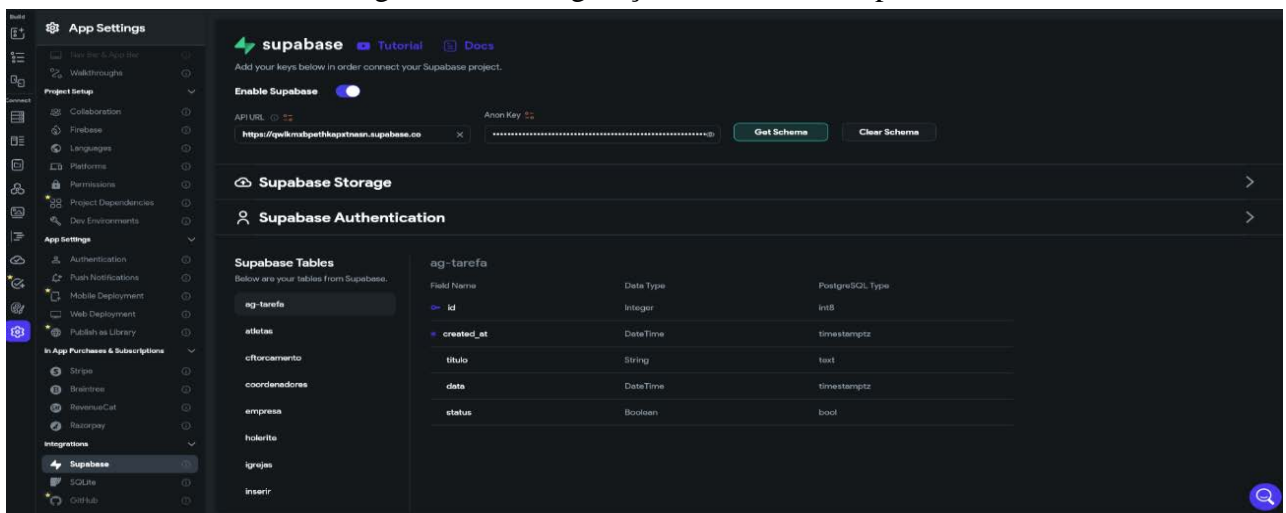 Build
App Settings
Nav Bar & App Bar
Walkthroughs
Project Setup
Connect
Collaboration
Firebase
Languages
Platforms
Permissions
Project Dependencies
Dev Environments
App Settings
Authentication
Push Notifications
Mobile Deployment
Web Deployment
Publish as Library
In App Purchases & Subscriptions
Stripe
Braintree
RevenueCat
Razorpay
Integrations
Supabase
SQLite
GitHub
supabase Tutorial Docs
Add your keys below in order connect your Supabase project.
Enable Supabase
API URL Anon Key
https://qwlkmxbpethkapxtnasn.supabase.co Get Schema Clear Schema
Supabase Storage
Supabase Authentication
Supabase Tables
Below are your tables from Supabase.
ag-tarefa
atletas
cftorcamento
coordenadores
empresa
holerite
igrejas
inserir
ag-tarefa
Field Name Data Type PostgreSQL Type
id Integer int8
created_at DateTime timestamptz
titulo String text
data DateTime timestamptz
status Boolean bool